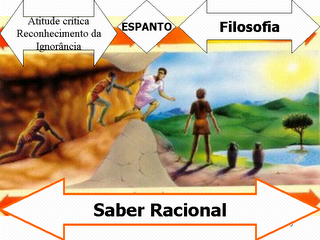 Atitude crítica
Reconhecimento da
Ignorância
ESPANTO
Filosofia
Saber Racional